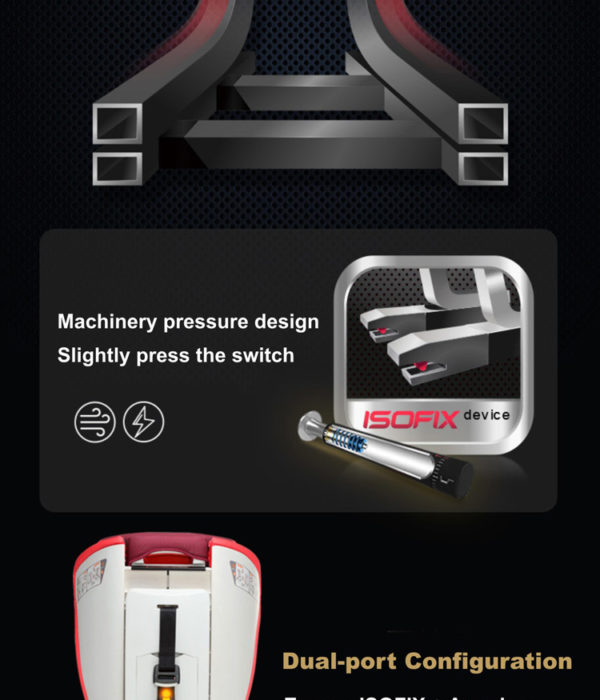 Machinery pressure design
Slightly press the switch
ISOFIX device
Dual-port Configuration